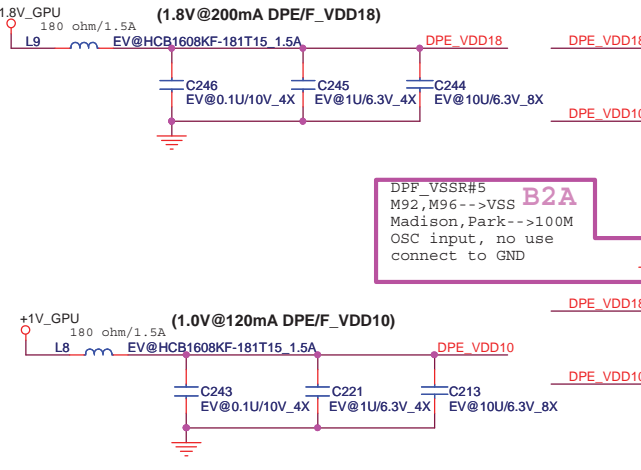 1.8V_GPU
(1.8V@200mA DPE/F_VDD18)
180 ohm/1.5A
L9
EV@HCB1608KF-181T15_1.5A
DPE_VDD18
DPE_VDD18
C246
EV@0.1U/10V_4X
C245
EV@1U/6.3V_4X
C244
EV@10U/6.3V_8X
DPE_VDD10
DPF_VSSR#5
B2A
M92,M96-->VSS
Madison,Park-->100M
OSC input, no use
connect to GND
DPE_VDD18
+1V_GPU
(1.0V@120mA DPE/F_VDD10)
180 ohm/1.5A
L8
EV@HCB1608KF-181T15_1.5A
DPE_VDD10
DPE_VDD10
C243
EV@0.1U/10V_4X
C221
EV@1U/6.3V_4X
C213
EV@10U/6.3V_8X